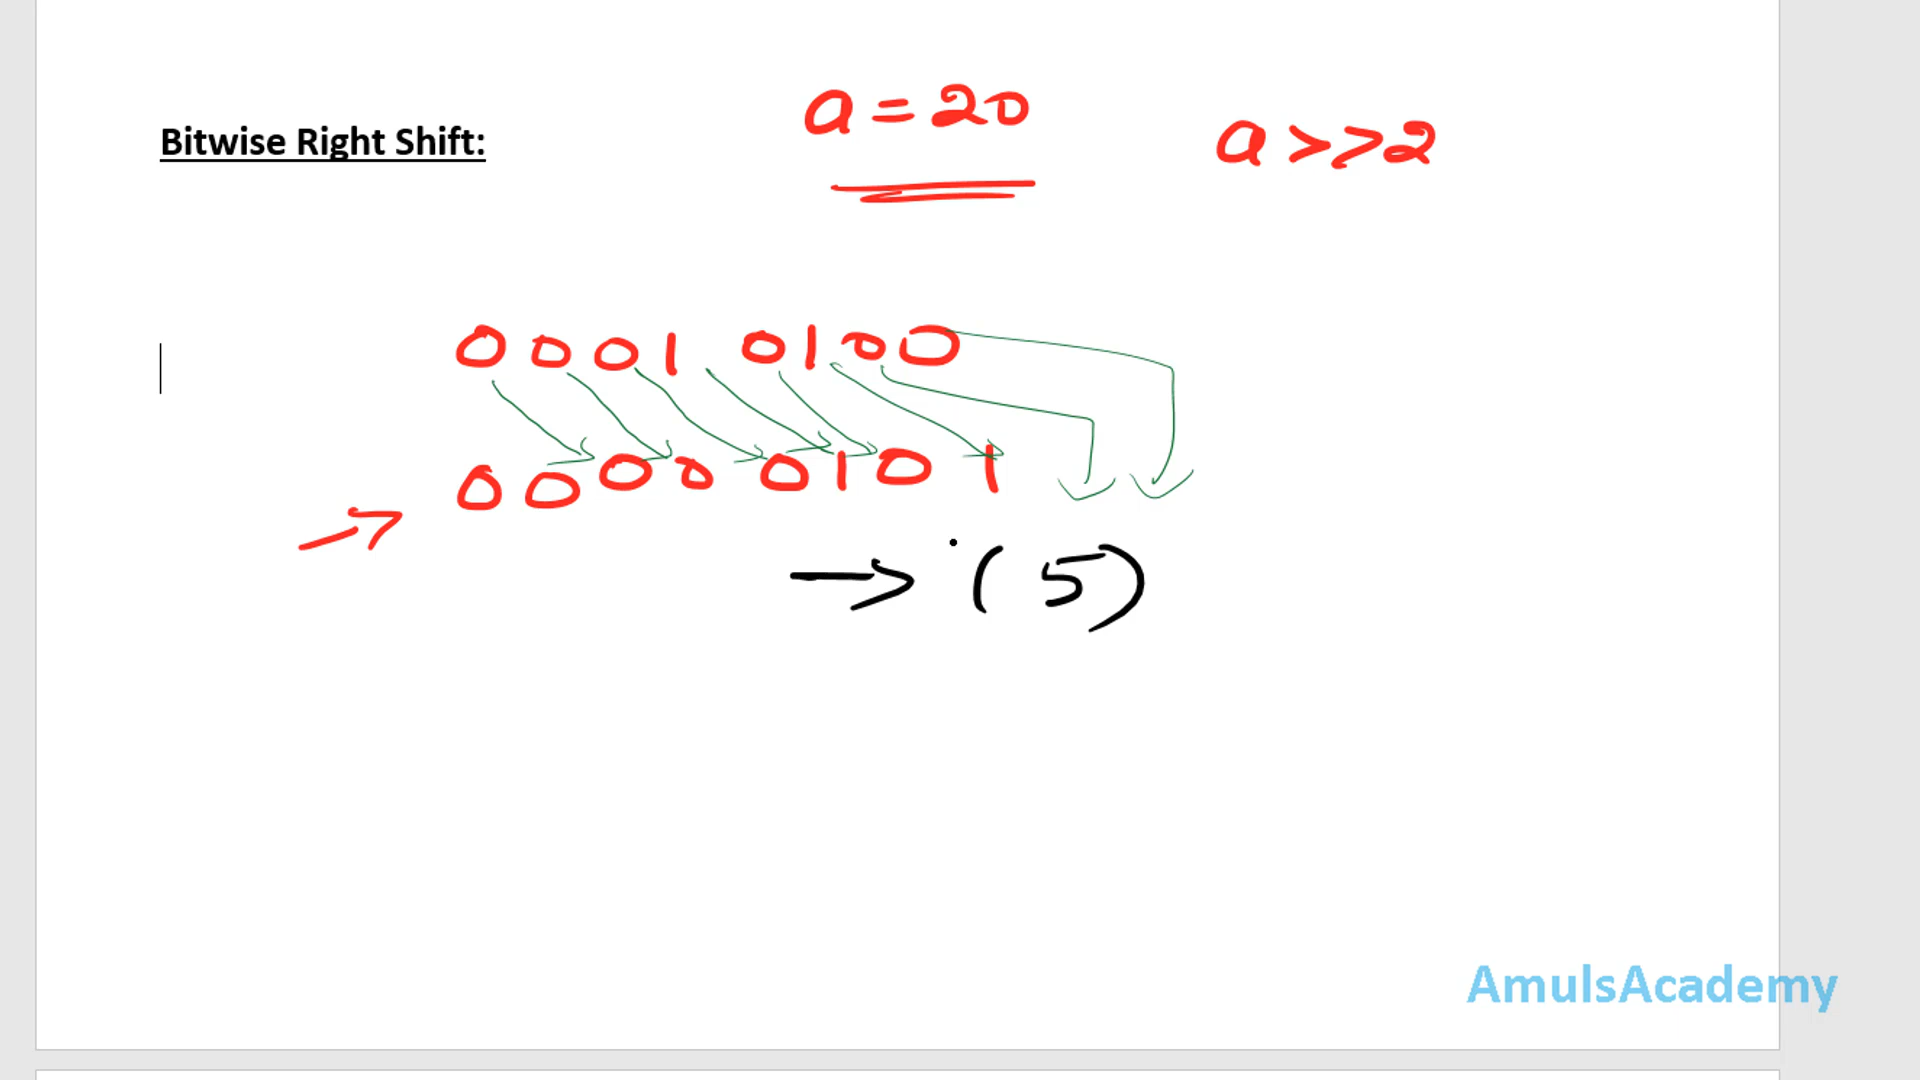 a = 20
Bitwise Right Shift:
a >> 2
0001 0100
0000 0101
→ (5)
AmulsAcademy